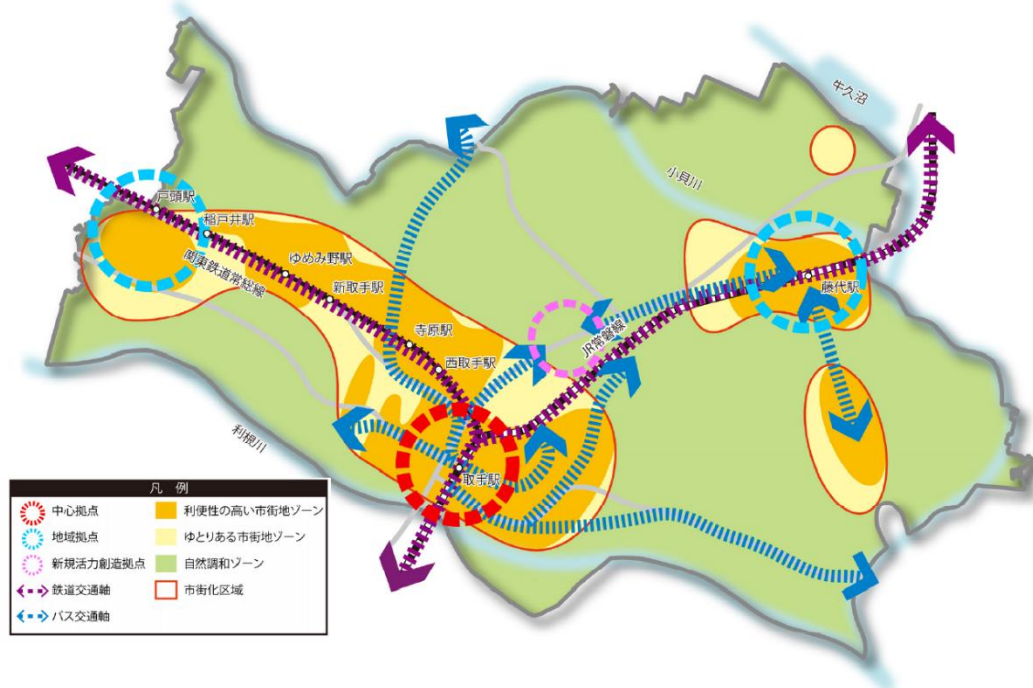 牛久沼
小貝川
戸頭駅
稲戸井駅
ゆめみ野駅
関東鉄道常総線
新取手駅
藤代駅
寺原駅
JR常磐線
西取手駅
利根川
取手駅
凡 例
中心拠点
地域拠点
新規活力創造拠点
鉄道交通軸
バス交通軸
利便性の高い市街地ゾーン
ゆとりある市街地ゾーン
自然調和ゾーン
市街化区域